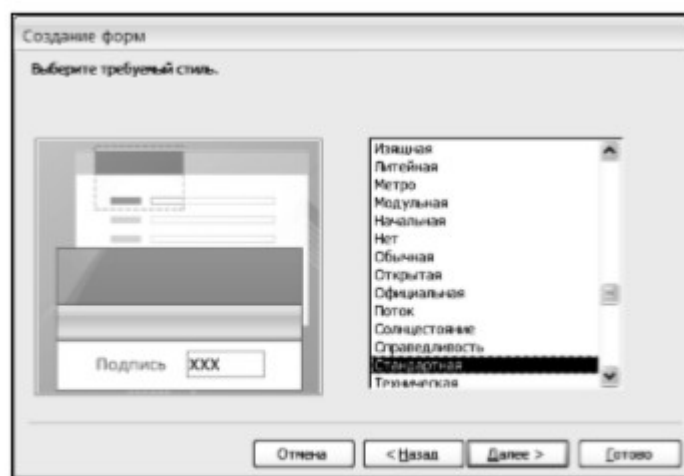 Создание форм
Выберите требуемый стиль.
Изящная
Литейная
Метро
Модульная
Начальная
Нет
Обычная
Открытая
Официальная
Поток
Солнцестояние
Справедливость
Стандартная
Техническая
Подпись XXX
Отмена < Назад Далее > Готово